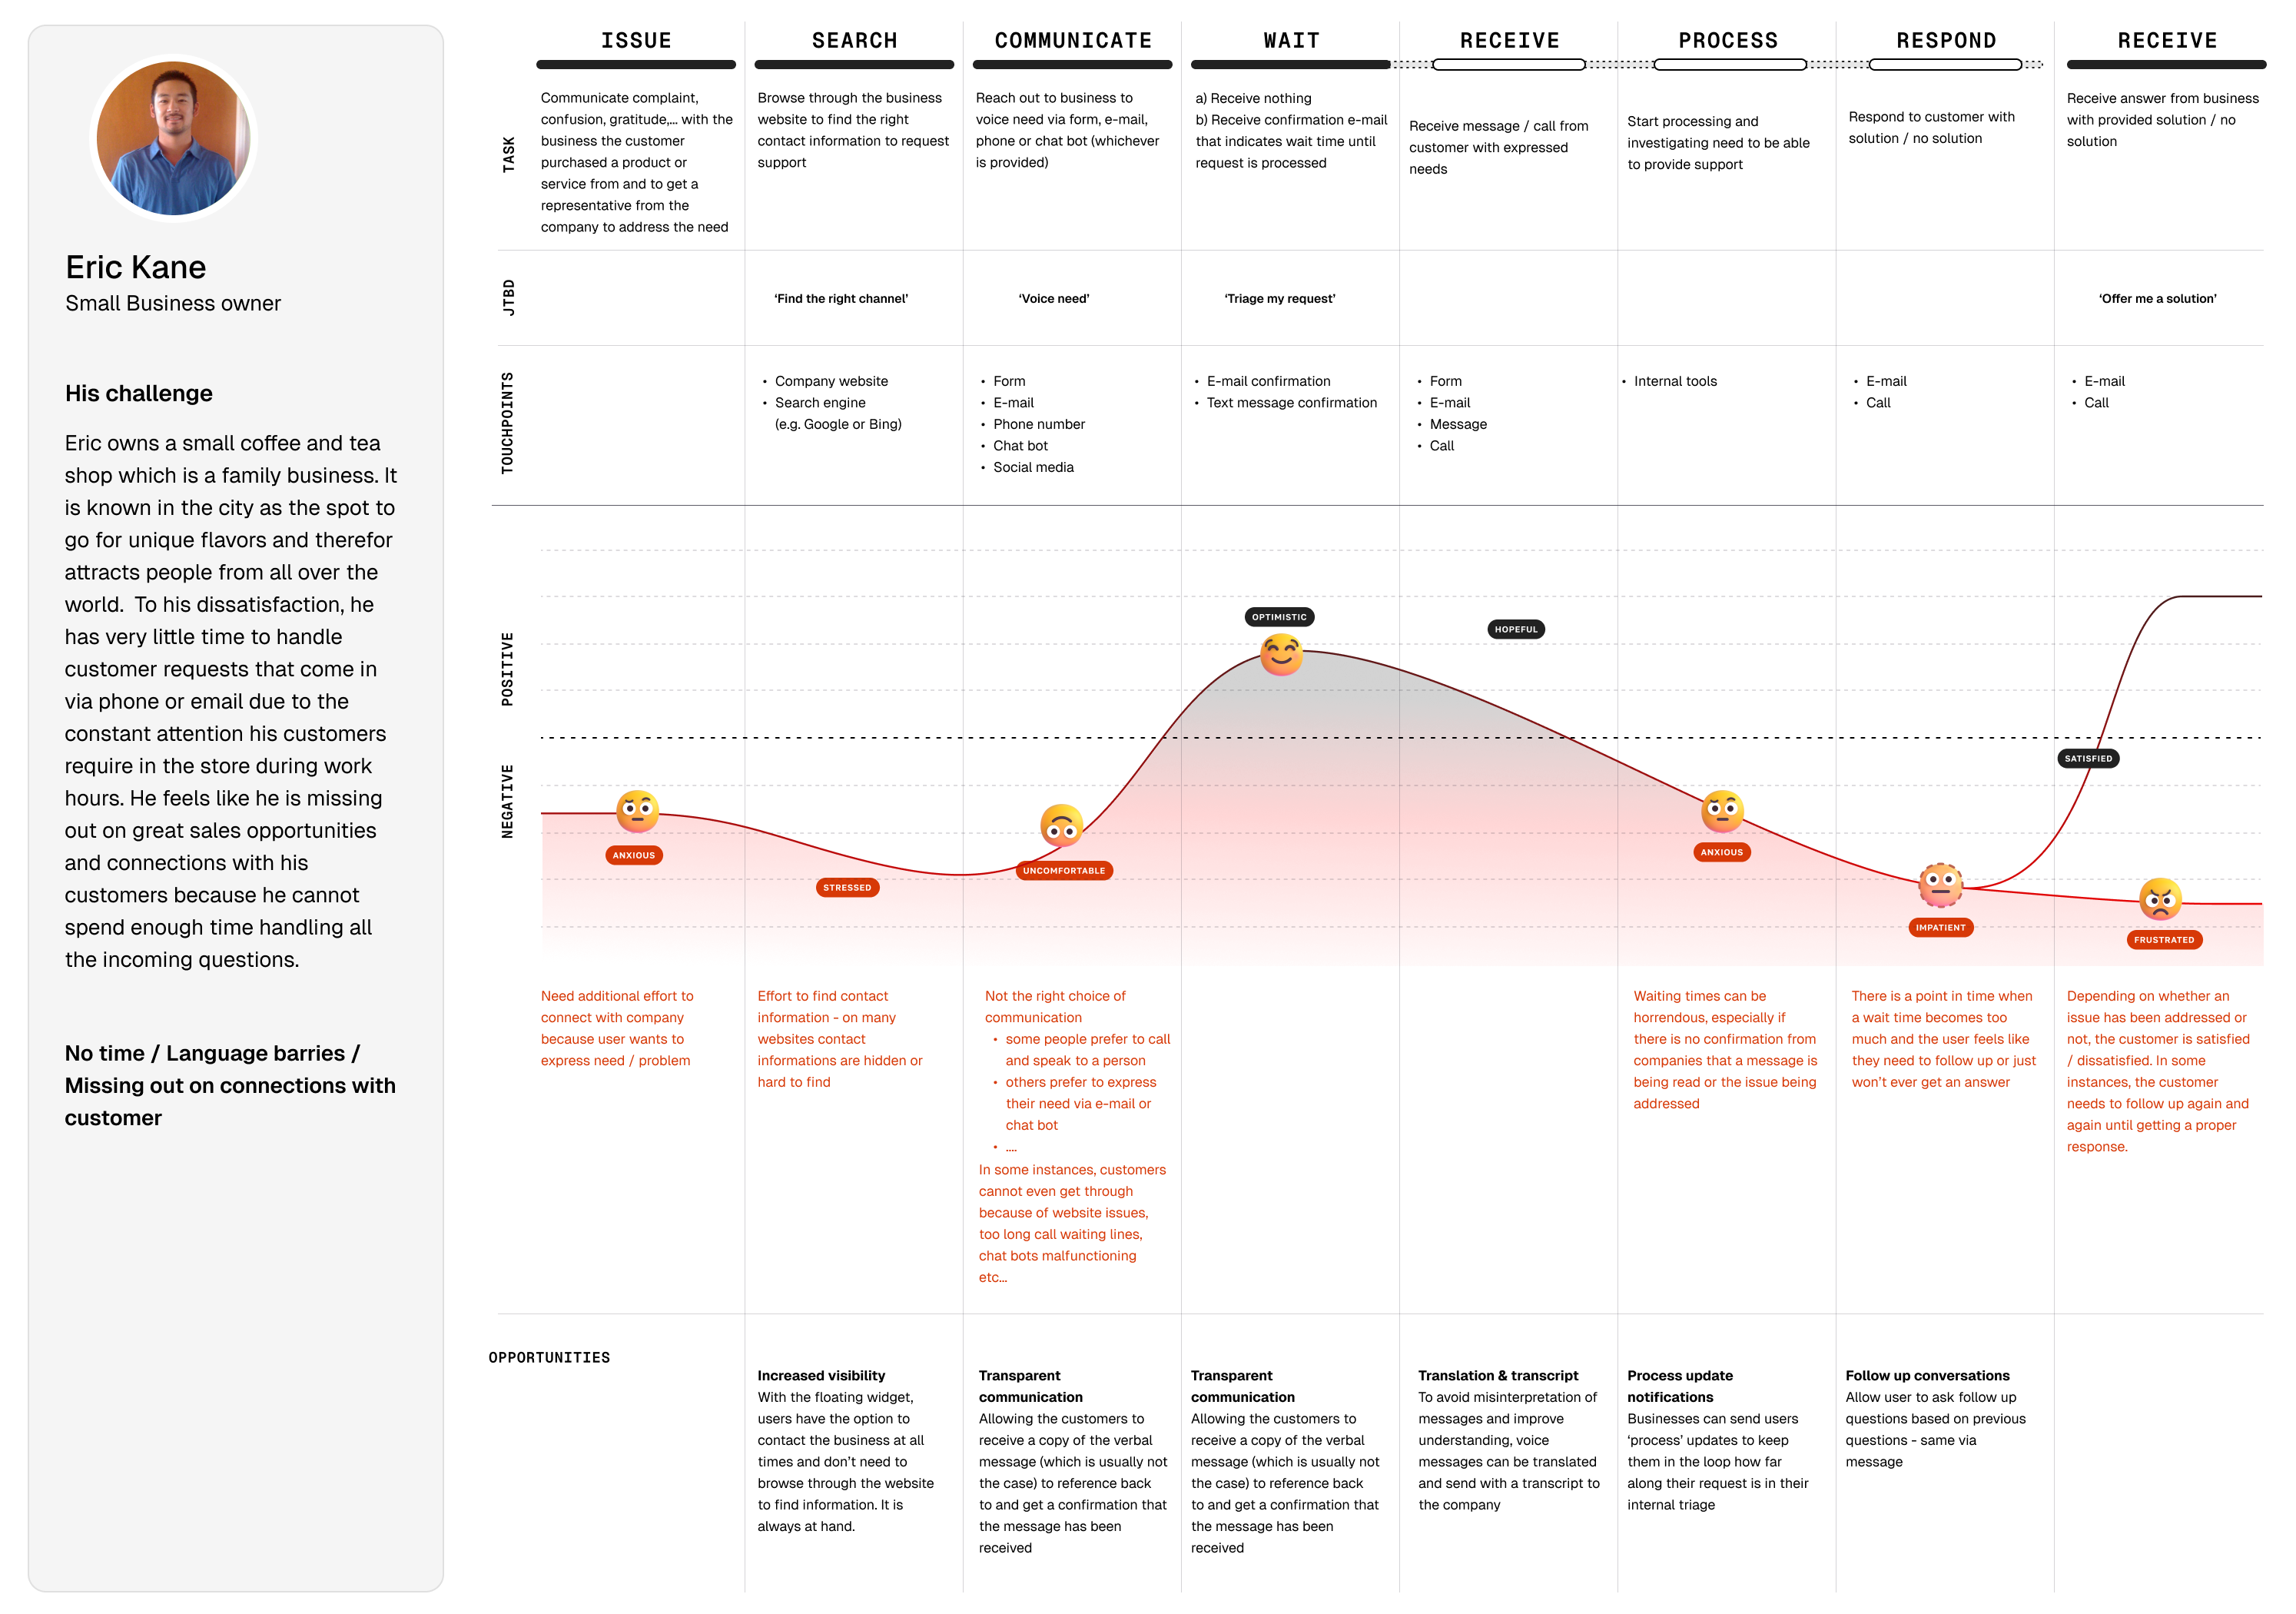 Eric Kane
Small Business owner
His challenge
Eric owns a small coffee and tea
shop which is a family business. It
is known in the city as the spot to
go for unique flavors and therefor
attracts people from all over the
world.  To his dissatisfaction, he
has very little time to handle
customer requests that come in
via phone or email due to the
constant attention his customers
require in the store during work
hours. He feels like he is missing
out on great sales opportunities
and connections with his
customers because he cannot
spend enough time handling all
the incoming questions.
No time / Language barries /
Missing out on connections with
customer
ISSUE
SEARCH
COMMUNICATE
WAIT
RECEIVE
PROCESS
RESPOND
RECEIVE
TASK
Communicate complaint,
confusion, gratitude,... with the
business the customer
purchased a product or
service from and to get a
representative from the
company to address the need
Browse through the business
website to find the right
contact information to request
support
Reach out to business to
voice need via form, e-mail,
phone or chat bot (whichever
is provided)
a) Receive nothing
b) Receive confirmation e-mail
that indicates wait time until
request is processed
Receive message / call from
customer with expressed
needs
Start processing and
investigating need to be able
to provide support
Respond to customer with
solution / no solution
Receive answer from business
with provided solution / no
solution
JTBD
‘Find the right channel’
‘Voice need’
‘Triage my request’
‘Offer me a solution’
TOUCHPOINTS
• Company website
• Search engine
(e.g. Google or Bing)
• Form
• E-mail
• Phone number
• Chat bot
• Social media
• E-mail confirmation
• Text message confirmation
• Form
• E-mail
• Message
• Call
• Internal tools
• E-mail
• Call
• E-mail
• Call
POSITIVE
NEGATIVE
ANXIOUS
STRESSED
UNCOMFORTABLE
OPTIMISTIC
HOPEFUL
ANXIOUS
IMPATIENT
SATISFIED
FRUSTRATED
Need additional effort to
connect with company
because user wants to
express need / problem
Effort to find contact
information - on many
websites contact
informations are hidden or
hard to find
Not the right choice of
communication
• some people prefer to call
and speak to a person
• others prefer to express
their need via e-mail or
chat bot
• ....
In some instances, customers
cannot even get through
because of website issues,
too long call waiting lines,
chat bots malfunctioning
etc...
Waiting times can be
horrendous, especially if
there is no confirmation from
companies that a message is
being read or the issue being
addressed
There is a point in time when
a wait time becomes too
much and the user feels like
they need to follow up or just
won’t ever get an answer
Depending on whether an
issue has been addressed or
not, the customer is satisfied
/ dissatisfied. In some
instances, the customer
needs to follow up again and
again until getting a proper
response.
OPPORTUNITIES
Increased visibility
With the floating widget,
users have the option to
contact the business at all
times and don’t need to
browse through the website
to find information. It is
always at hand.
Transparent
communication
Allowing the customers to
receive a copy of the verbal
message (which is usually not
the case) to reference back
to and get a confirmation that
the message has been
received
Transparent
communication
Allowing the customers to
receive a copy of the verbal
message (which is usually not
the case) to reference back
to and get a confirmation that
the message has been
received
Translation & transcript
To avoid misinterpretation of
messages and improve
understanding, voice
messages can be translated
and send with a transcript to
the company
Process update
notifications
Businesses can send users
‘process’ updates to keep
them in the loop how far
along their request is in their
internal triage
Follow up conversations
Allow user to ask follow up
questions based on previous
questions - same via
message